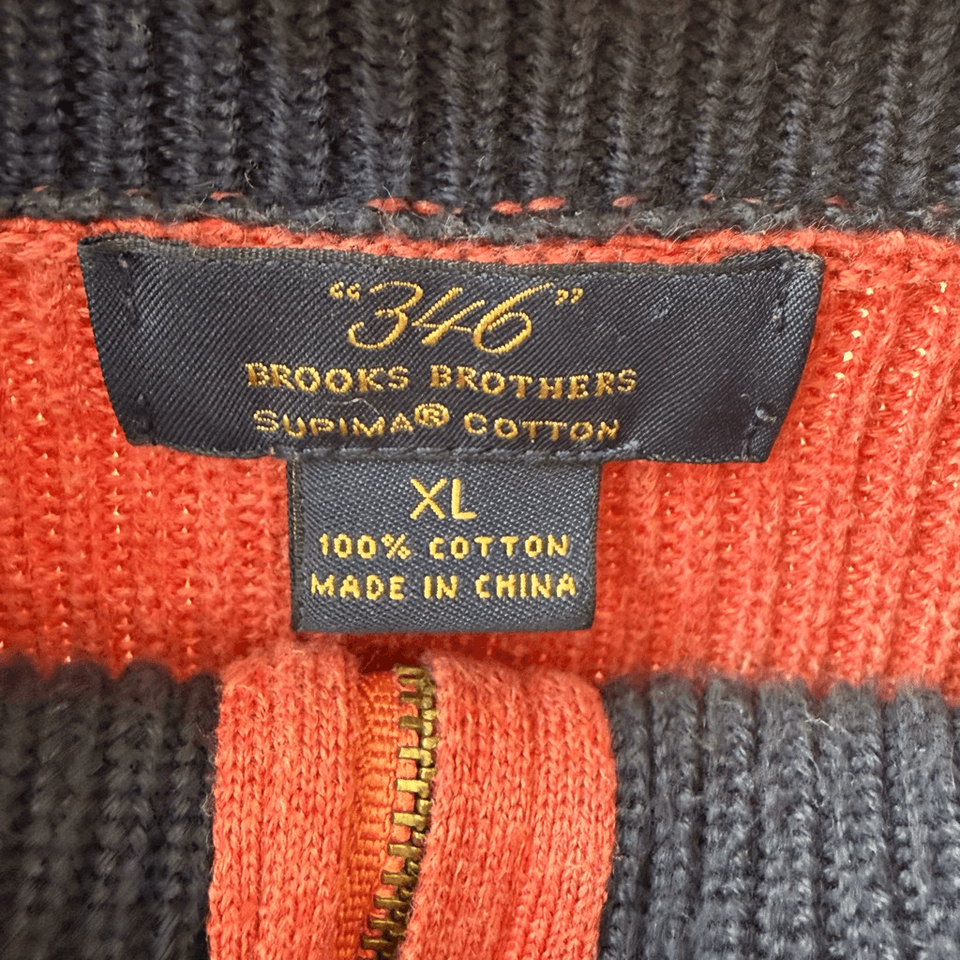 “346”
BROOKS BROTHERS
SUPIMA® COTTON
XL
100% COTTON
MADE IN CHINA